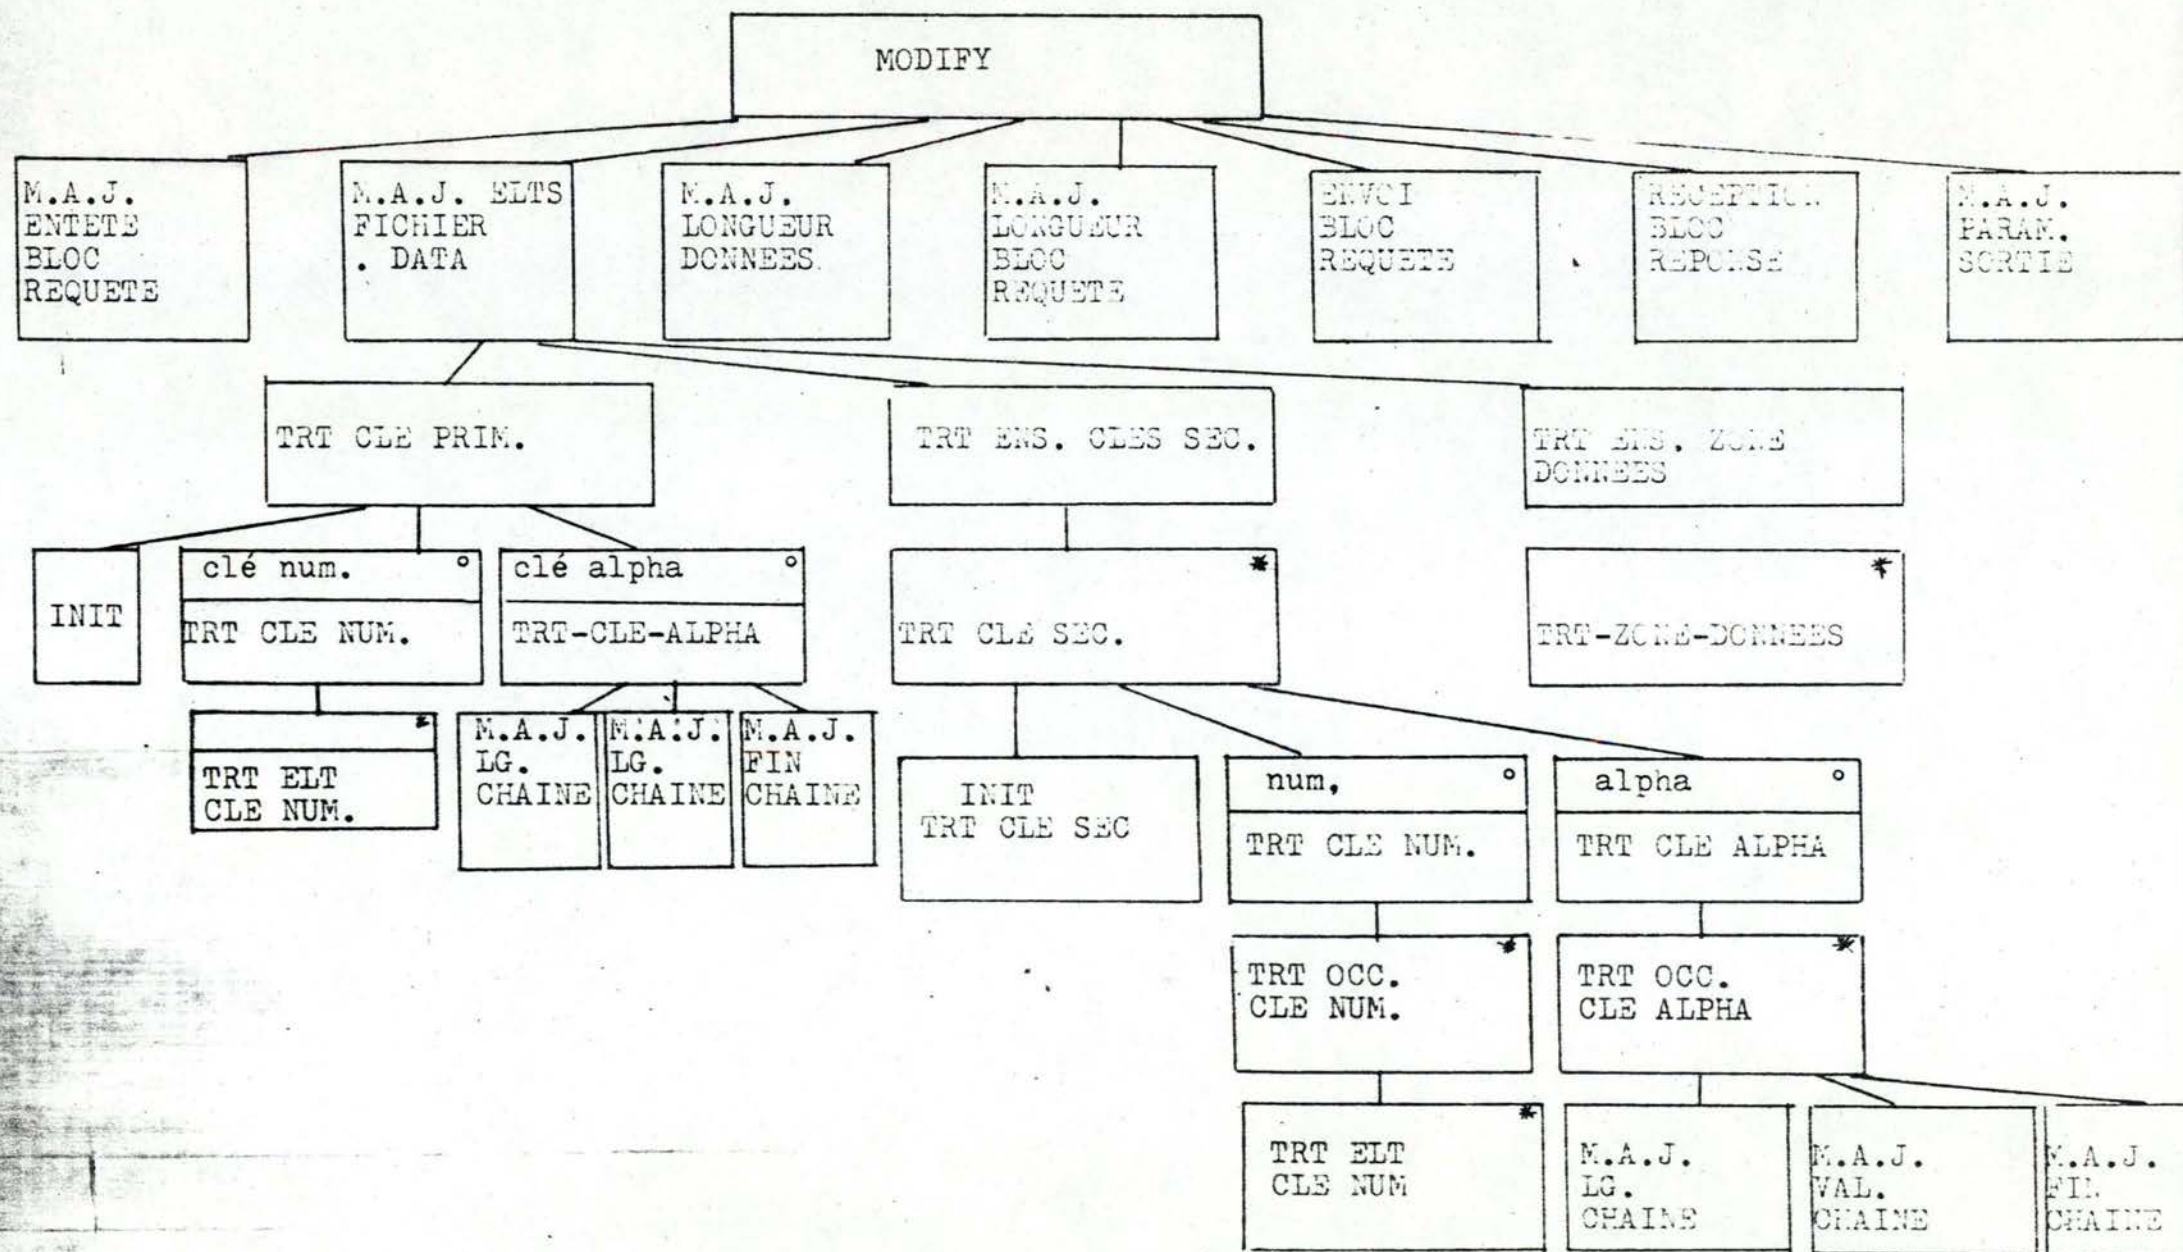 MODIFY
M.A.J.
ENTETE
BLOC
REQUETE
M.A.J. ELTS
FICHIER
. DATA
M.A.J.
LONGUEUR
DONNEES
M.A.J.
LONGUEUR
BLOC
REQUETE
ENVOI
BLOC
REQUETE
RECEPTION
BLOC
REPONSE
M.A.J.
PARAM.
SORTIE
TRT CLE PRIM.
TRT ENS. CLES SEC.
TRT ENS. ZONE
DONNEES
INIT
clé num. °
TRT CLE NUM.
clé alpha °
TRT-CLE-ALPHA
*
TRT CLE SEC.
*
TRT-ZONE-DONNEES
*
TRT ELT
CLE NUM.
M.A.J.
LG.
CHAINE
M.A.J.
LG.
CHAINE
M.A.J.
FIN
CHAINE
INIT
TRT CLE SEC
num, °
TRT CLE NUM.
alpha °
TRT CLE ALPHA
*
TRT OCC.
CLE NUM.
*
TRT OCC.
CLE ALPHA
*
TRT ELT
CLE NUM
M.A.J.
LG.
CHAINE
M.A.J.
VAL.
CHAINE
M.A.J.
FIN
CHAINE